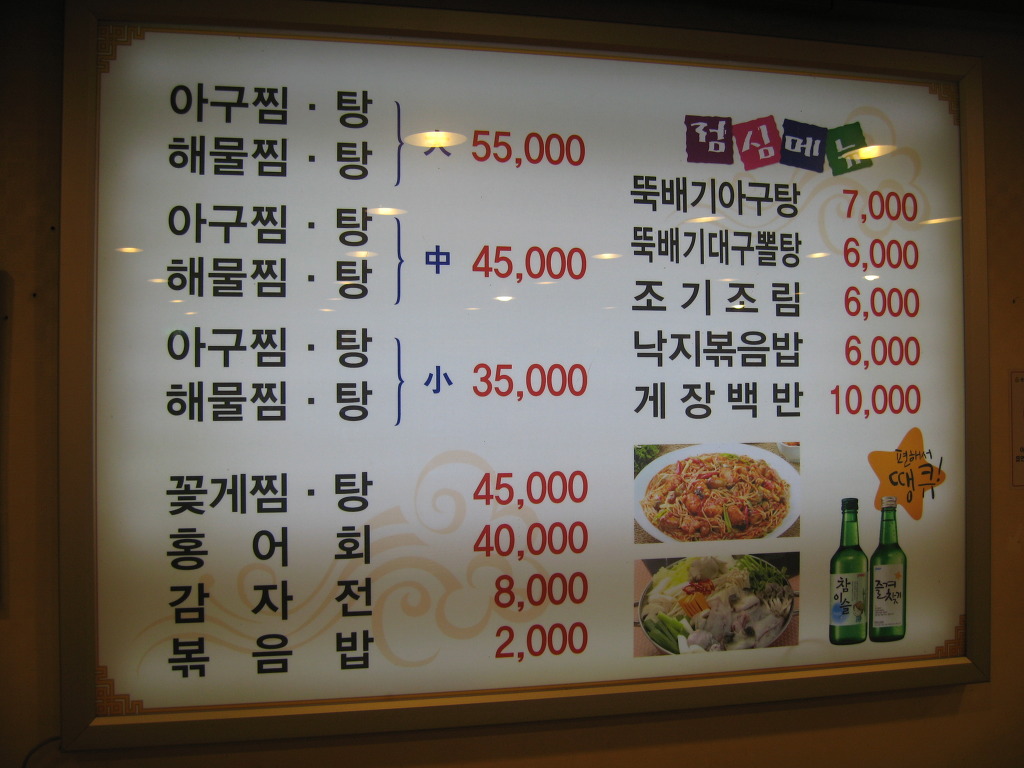 아구찜 · 탕
해물찜 · 탕
大 55,000
아구찜 · 탕
해물찜 · 탕
中 45,000
아구찜 · 탕
해물찜 · 탕
小 35,000
꽃게찜 · 탕 45,000
홍어회 40,000
감자전 8,000
볶음밥 2,000
점심메뉴
뚝배기아구탕 7,000
뚝배기대구뽈탕 6,000
조기조림 6,000
낙지볶음밥 6,000
게장백반 10,000
편해서
땡큐!
참이슬
즐겨찾기